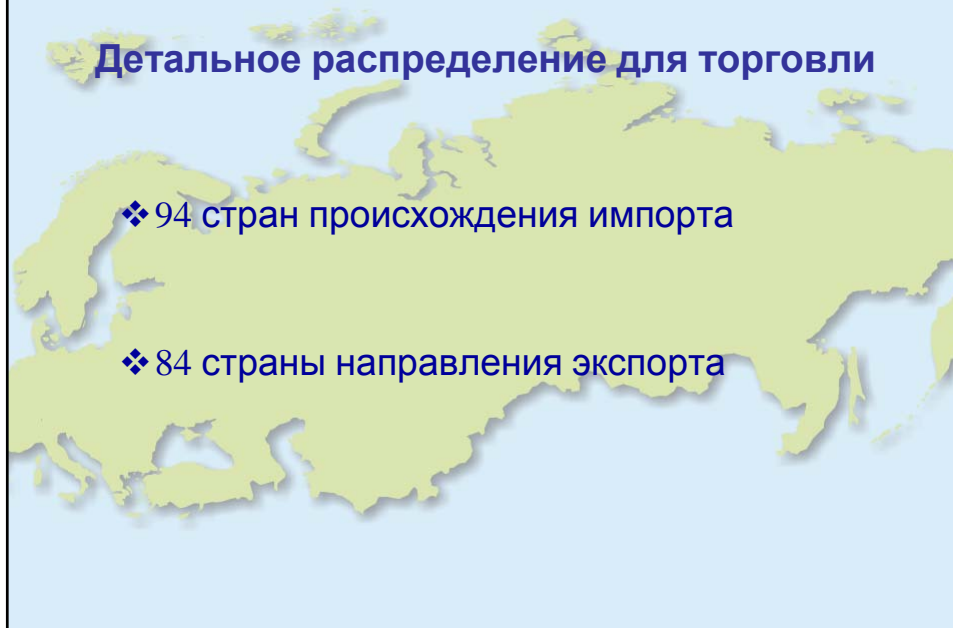 Детальное распределение для торговли
❖94 стран происхождения импорта
❖84 страны направления экспорта